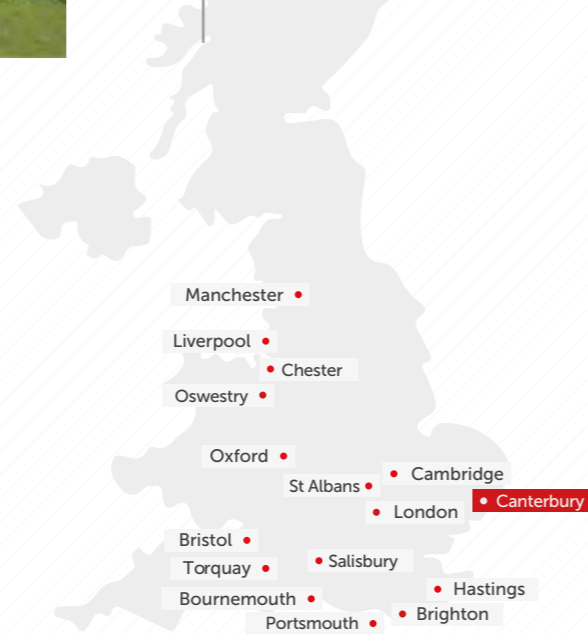 Manchester
Liverpool
Chester
Oswestry
Oxford
Cambridge
St Albans
Canterbury
London
Bristol
Salisbury
Torquay
Hastings
Bournemouth
Brighton
Portsmouth